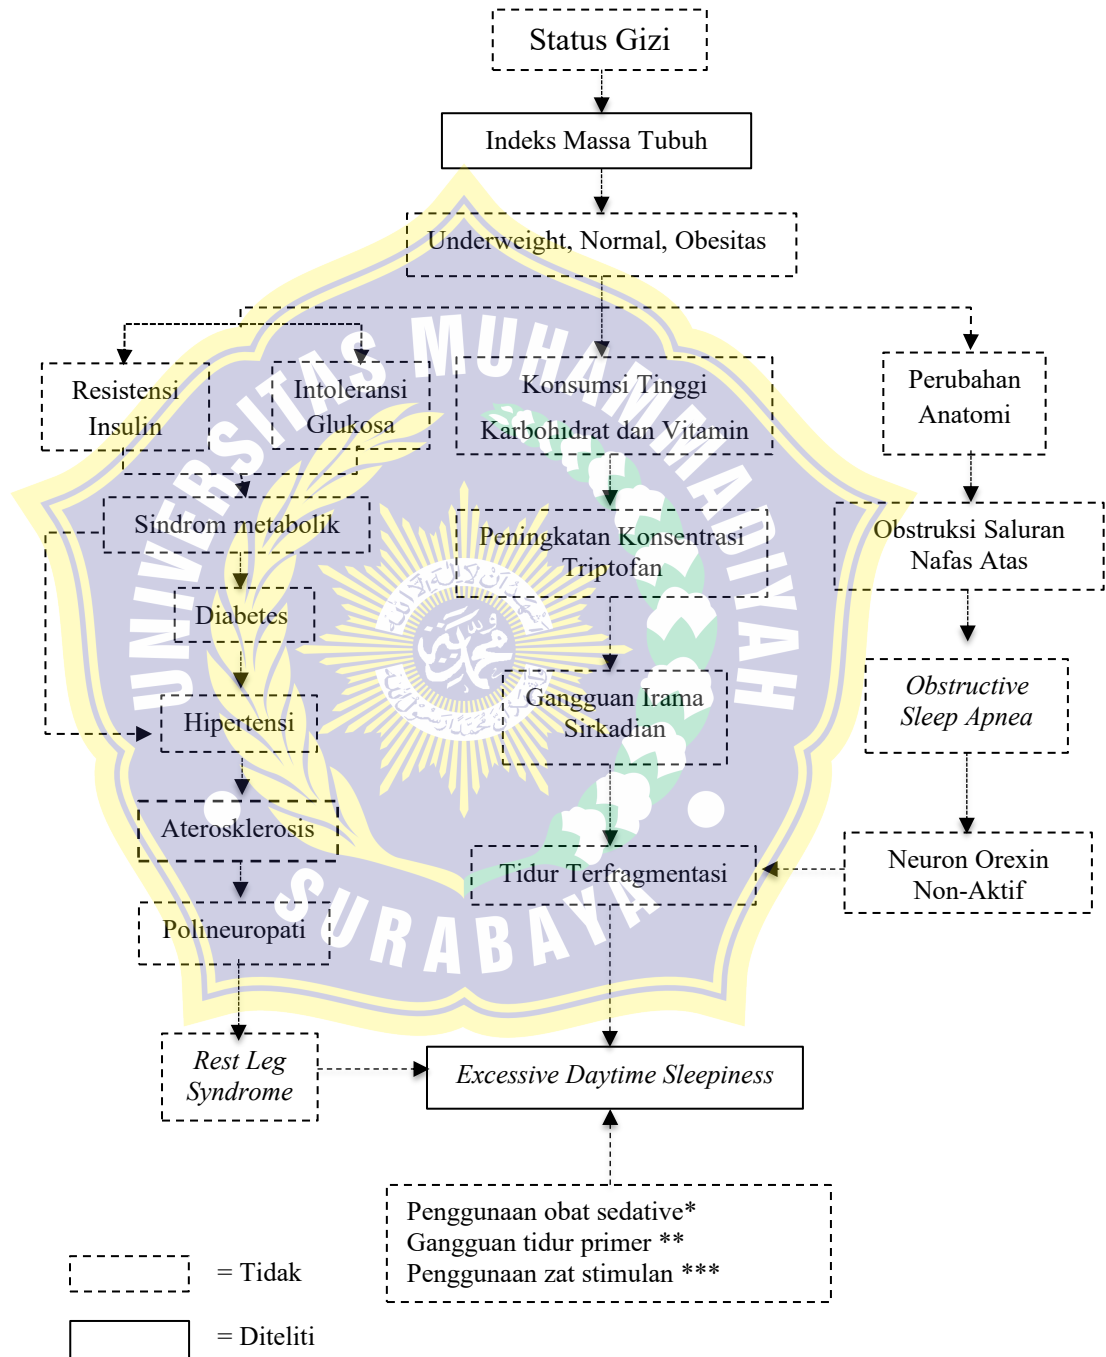 Status Gizi
Indeks Massa Tubuh
Underweight, Normal, Obesitas
Resistensi
Insulin
Intoleransi
Glukosa
Konsumsi Tinggi
Karbohidrat dan Vitamin
Perubahan
Anatomi
Sindrom metabolik
Peningkatan Konsentrasi
Triptofan
Obstruksi Saluran
Nafas Atas
Diabetes
Hipertensi
Gangguan Irama
Sirkadian
Obstructive
Sleep Apnea
Aterosklerosis
Tidur Terfragmentasi
Neuron Orexin
Non-Aktif
Polineuropati
Rest Leg
Syndrome
Excessive Daytime Sleepiness
Penggunaan obat sedative*
Gangguan tidur primer **
Penggunaan zat stimulan ***
= Tidak
= Diteliti
UNIVERSITAS MUHAMMADIYAH
SURABAYA